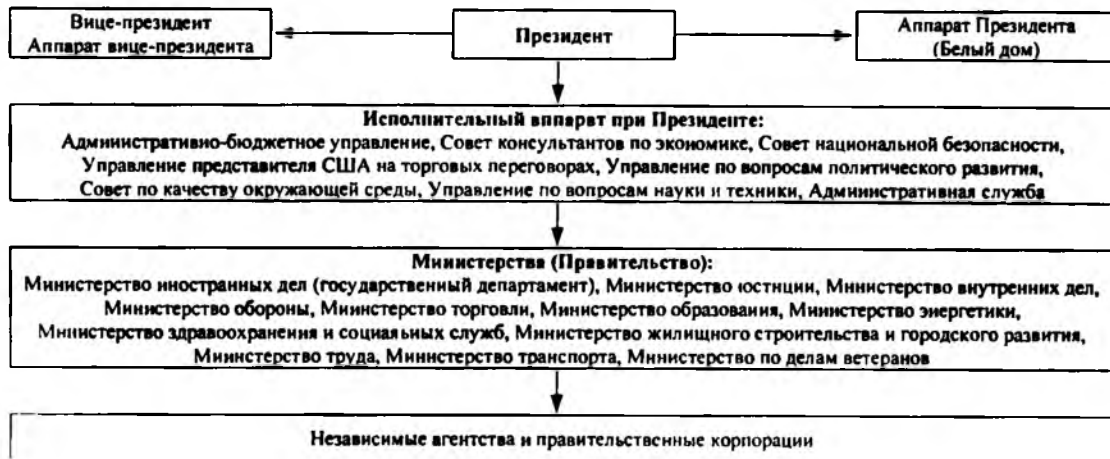 Вице-президент
Аппарат вице-президента
Президент
Аппарат Президента
(Белый дом)
Исполнительный аппарат при Президенте:
Административно-бюджетное управление, Совет консультантов по экономике, Совет национальной безопасности,
Управление представителя США на торговых переговорах, Управление по вопросам политического развития,
Совет по качеству окружающей среды, Управление по вопросам науки и техники, Административная служба
Министерства (Правительство):
Министерство иностранных дел (государственный департамент), Министерство юстиции, Министерство внутренних дел,
Министерство обороны, Министерство торговли, Министерство образования, Министерство энергетики,
Министерство здравоохранения и социальных служб, Министерство жилищного строительства и городского развития,
Министерство труда, Министерство транспорта, Министерство по делам ветеранов
Независимые агентства и правительственные корпорации